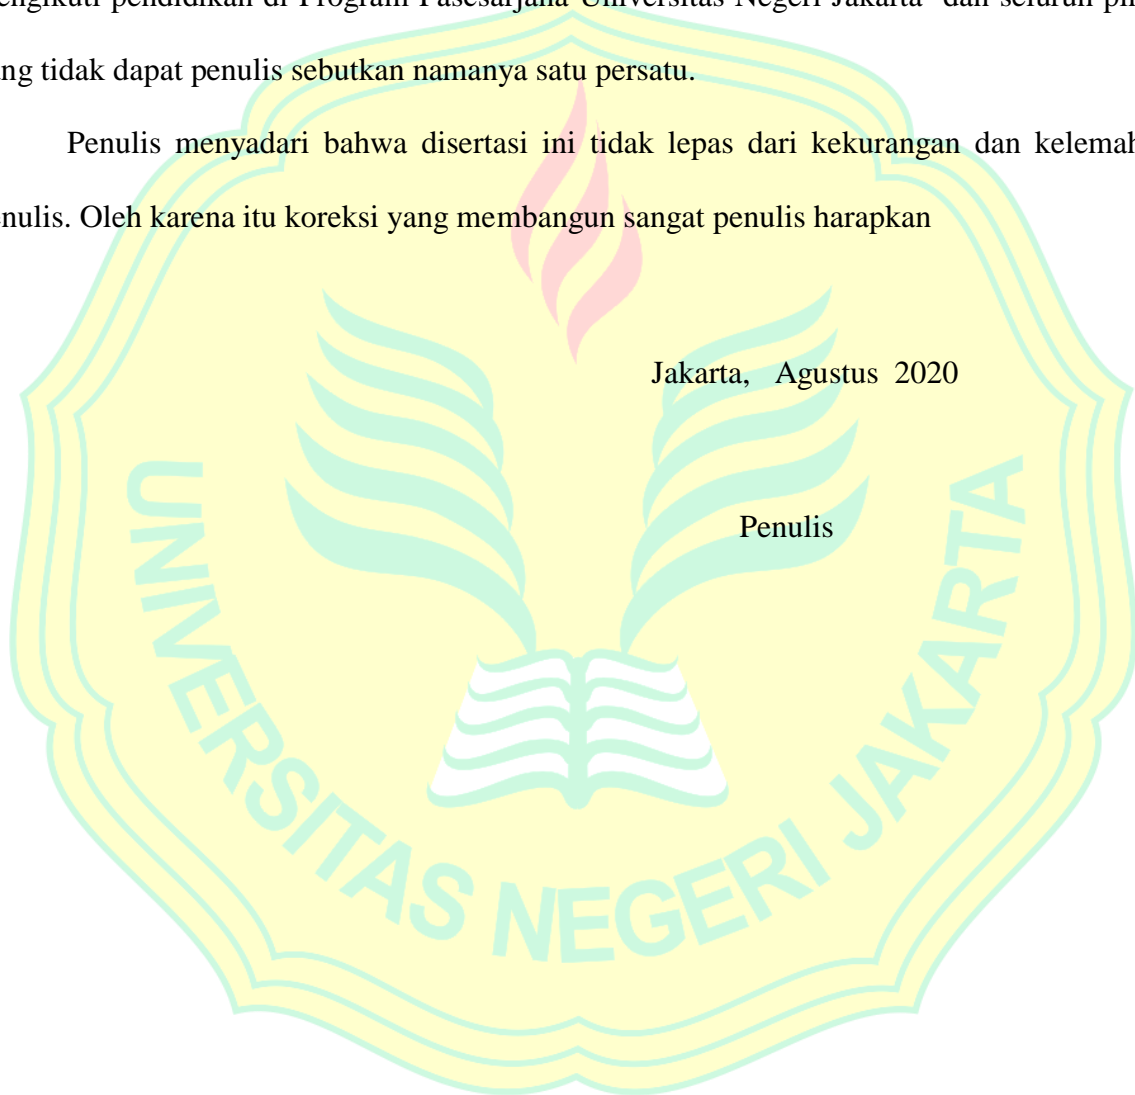 engikuti pendidikan di Program Pasesarjana Universitas Negeri Jakarta dan seluruh pih
ng tidak dapat penulis sebutkan namanya satu persatu.
Penulis menyadari bahwa disertasi ini tidak lepas dari kekurangan dan kelemah
enulis. Oleh karena itu koreksi yang membangun sangat penulis harapkan
Jakarta, Agustus 2020
Penulis
UNIVERSITAS NEGERI JAKARTA